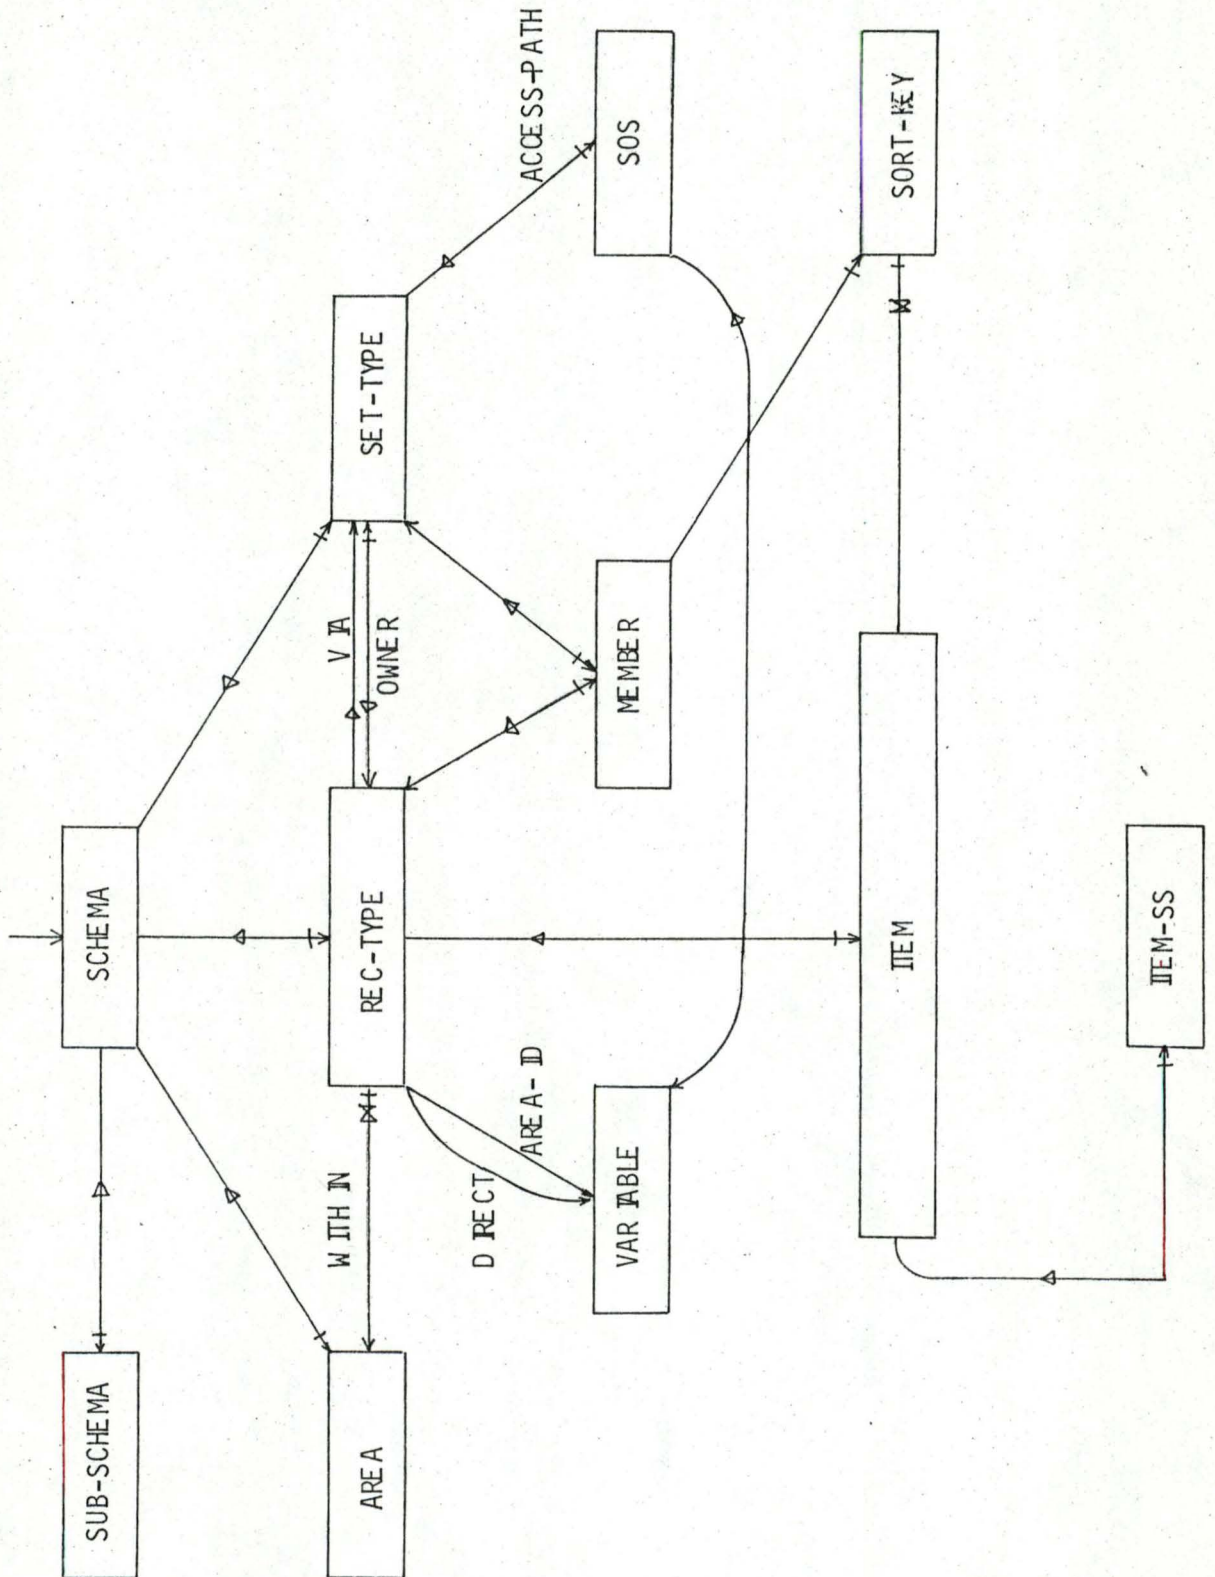 SUB-SCHEMA
SCHEMA
AREA
WITHIN
REC-TYPE
VIA
OWNER
SET-TYPE
DIRECT
AREA-ID
VARIABLE
MEMBER
ACCESS-PATH
SOS
ITEM
SORT-KEY
ITEM-SS